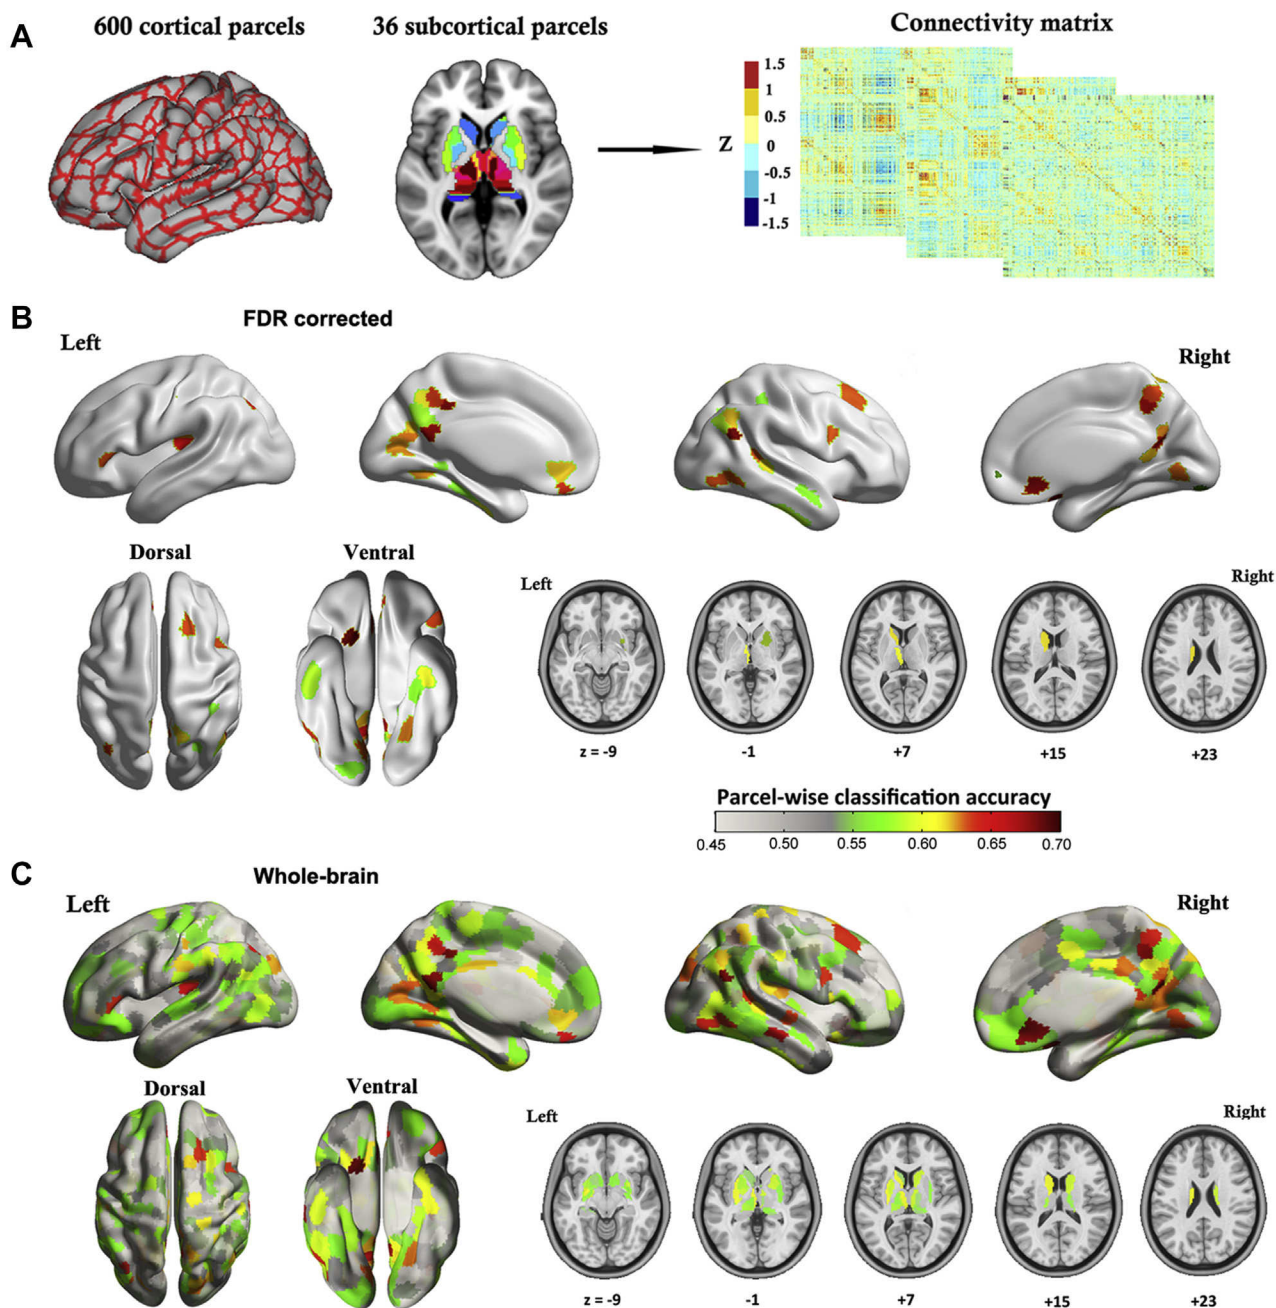 A
600 cortical parcels
36 subcortical parcels
Connectivity matrix
Z
1.5
1
0.5
0
-0.5
-1
-1.5
B
FDR corrected
Left
Right
Dorsal
Ventral
Left
Right
z = -9
-1
+7
+15
+23
Parcel-wise classification accuracy
0.45
0.50
0.55
0.60
0.65
0.70
C
Whole-brain
Left
Right
Dorsal
Ventral
Left
Right
z = -9
-1
+7
+15
+23